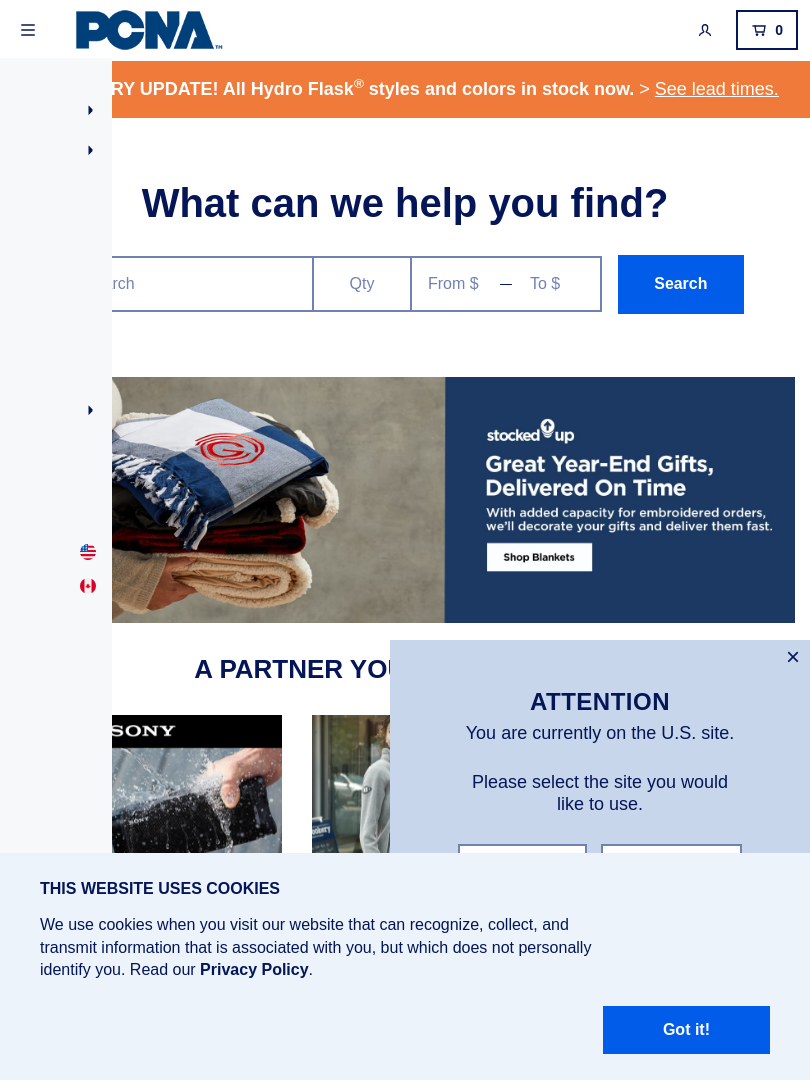 PCNA
TM
0
RY UPDATE! All Hydro Flask® styles and colors in stock now. > See lead times.
What can we help you find?
rch
Qty
From $ — To $
Search
stocked up
Great Year-End Gifts,
Delivered On Time
With added capacity for embroidered orders,
we'll decorate your gifts and deliver them fast.
Shop Blankets
A PARTNER YOU
SONY
SONY
×
ATTENTION
You are currently on the U.S. site.
Please select the site you would
like to use.
THIS WEBSITE USES COOKIES
We use cookies when you visit our website that can recognize, collect, and
transmit information that is associated with you, but which does not personally
identify you. Read our Privacy Policy.
Got it!